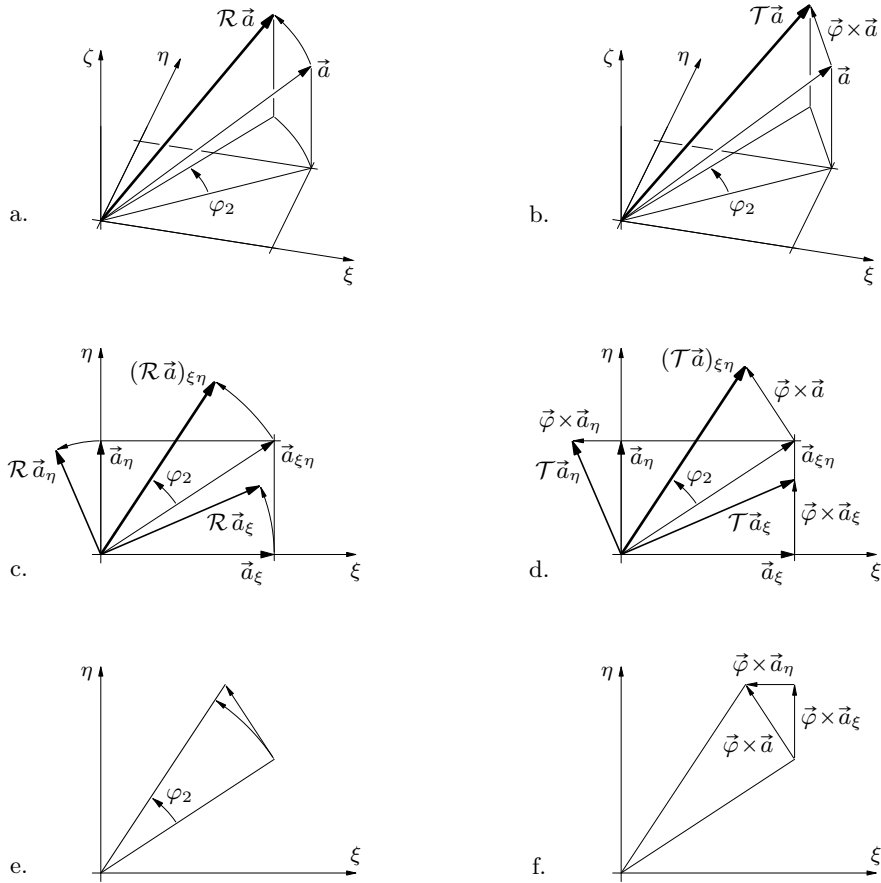 ℛa⃗
ζ
η
a⃗
φ₂
a.
ξ
𝒯a⃗
φ⃗×a⃗
ζ
η
a⃗
φ₂
b.
ξ
η
(ℛa⃗)ξη
ℛa⃗η
a⃗η
a⃗ξη
φ₂
ℛa⃗ξ
c.
a⃗ξ
ξ
η
(𝒯a⃗)ξη
φ⃗×a⃗
φ⃗×a⃗η
𝒯a⃗η
a⃗η
a⃗ξη
φ₂
𝒯a⃗ξ
φ⃗×a⃗ξ
d.
a⃗ξ
ξ
η
φ₂
e.
ξ
η
φ⃗×a⃗η
φ⃗×a⃗ξ
φ⃗×a⃗
f.
ξ